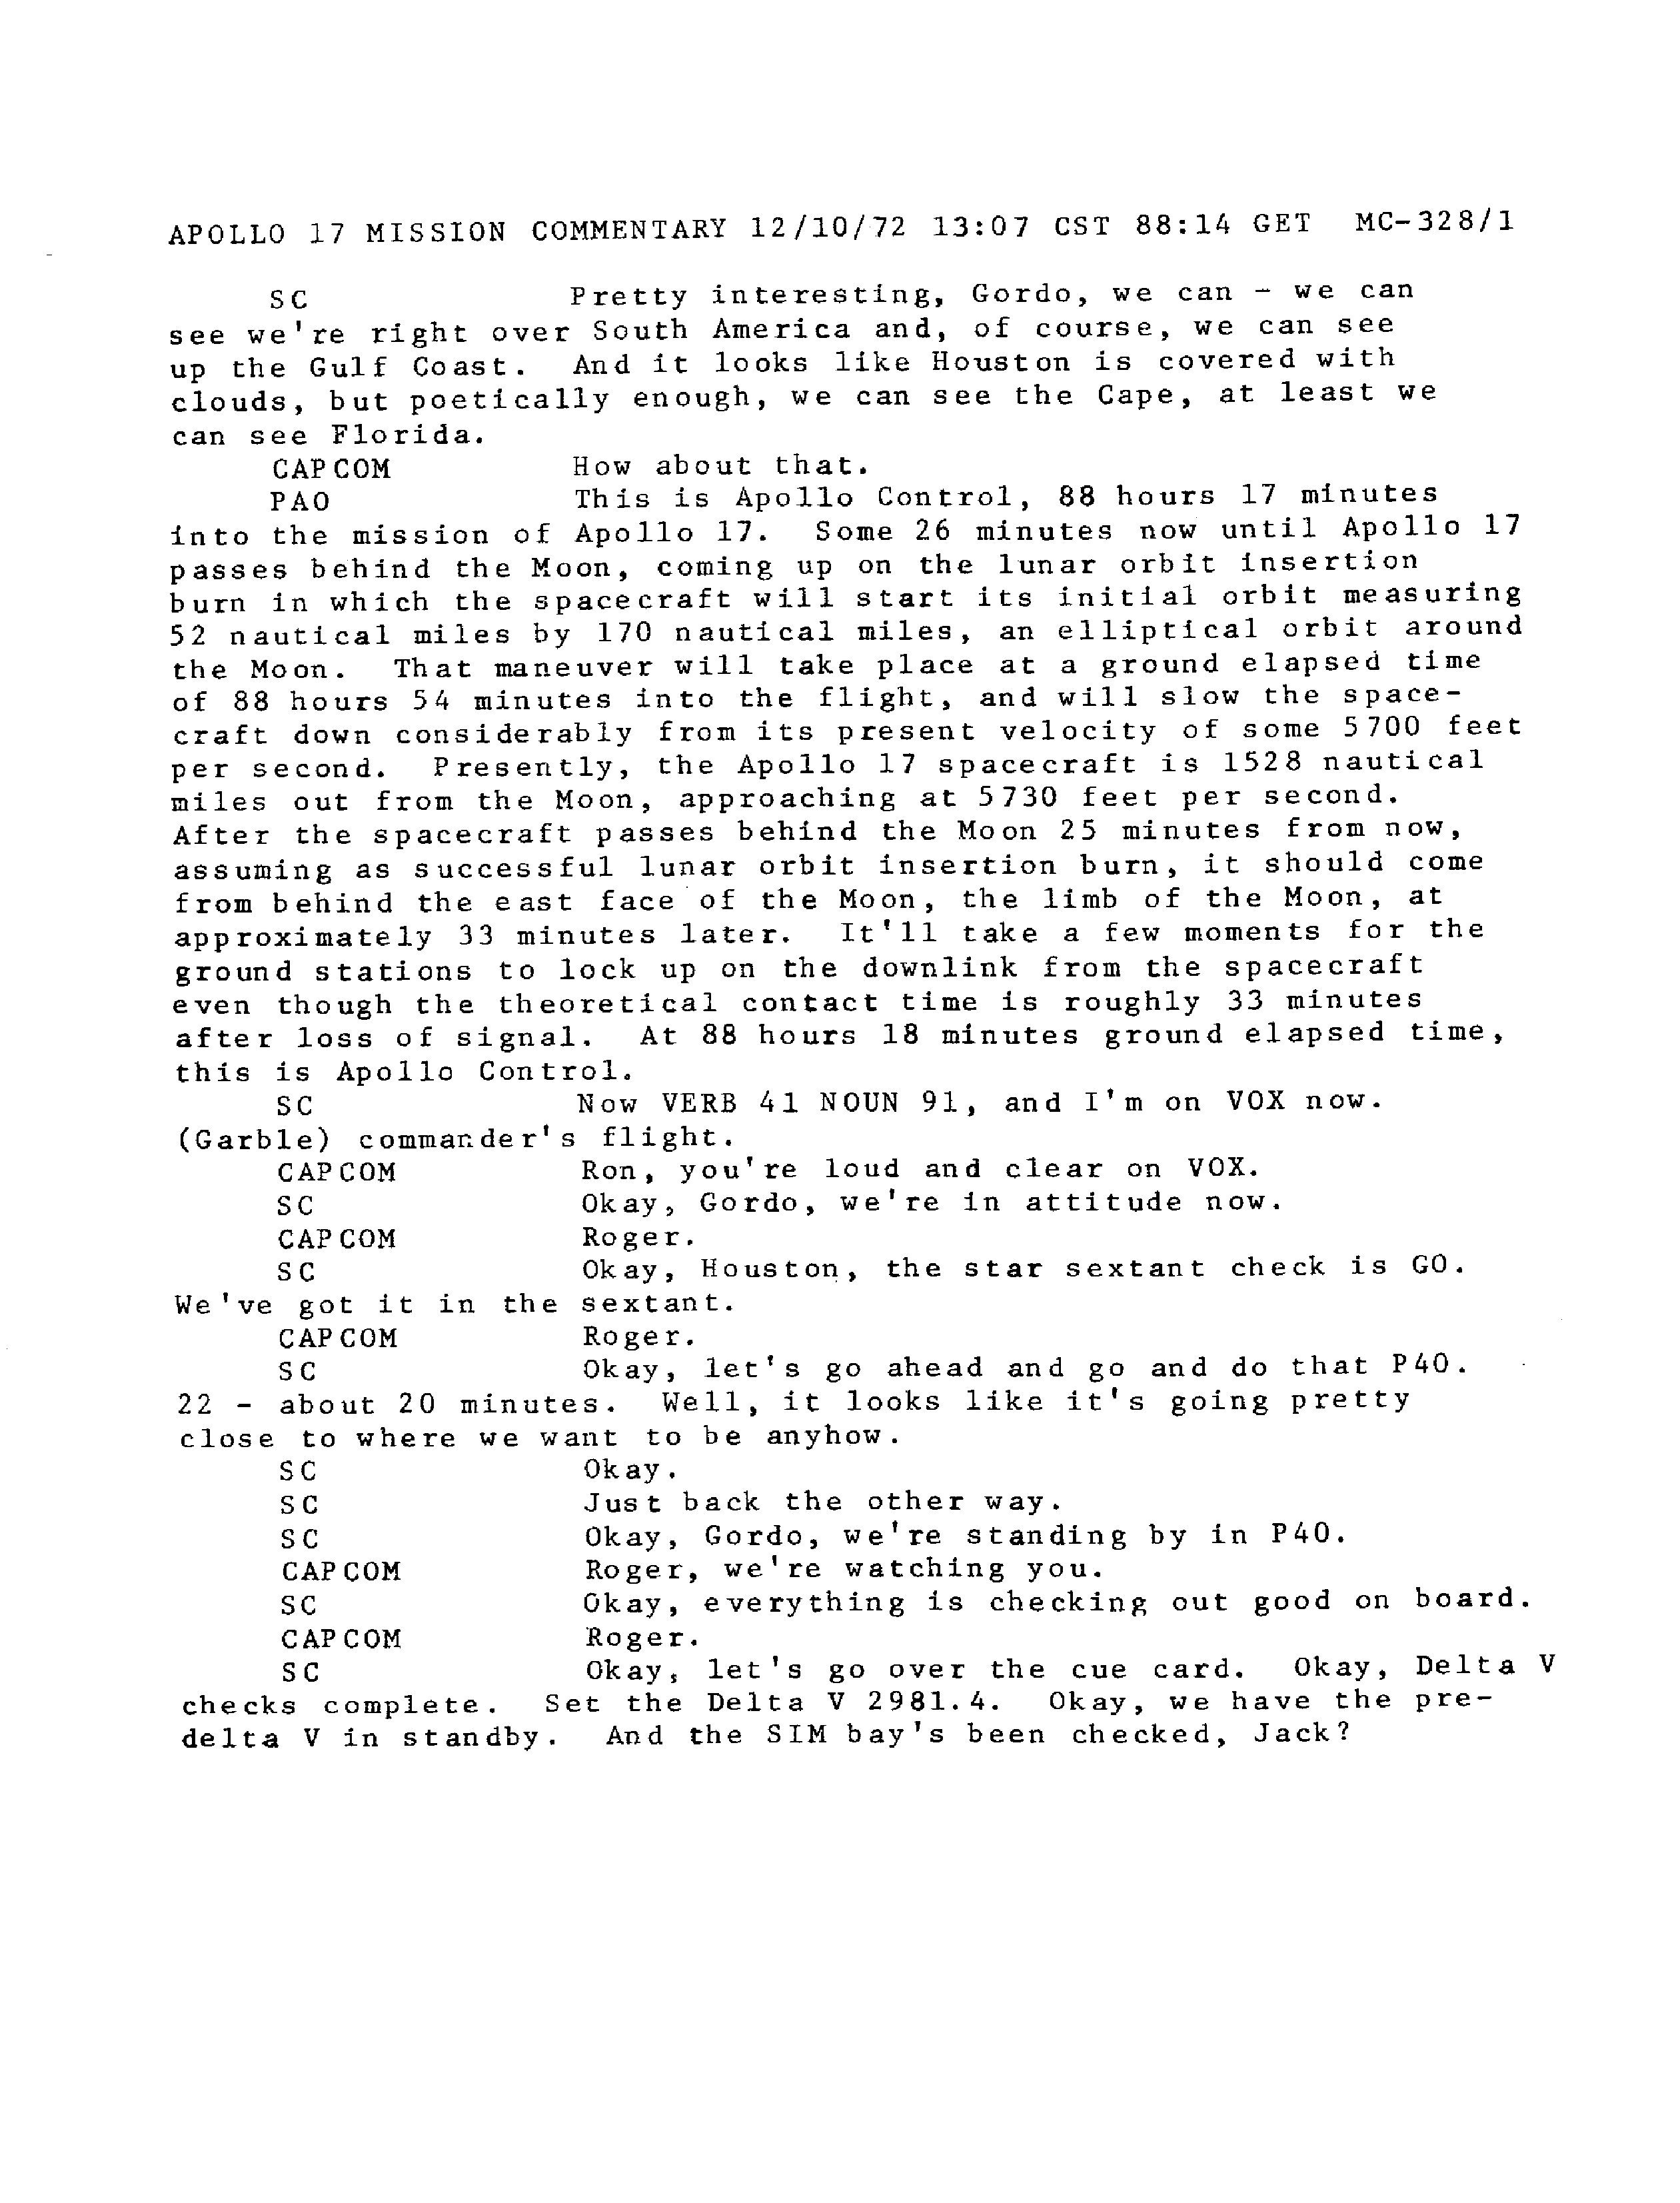 APOLLO 17 MISSION COMMENTARY 12/10/72 13:07 CST 88:14 GET MC-328/1
SC Pretty interesting, Gordo, we can - we can
see we're right over South America and, of course, we can see
up the Gulf Coast. And it looks like Houston is covered with
clouds, but poetically enough, we can see the Cape, at least we
can see Florida.
CAPCOM How about that.
PAO This is Apollo Control, 88 hours 17 minutes
into the mission of Apollo 17. Some 26 minutes now until Apollo 17
passes behind the Moon, coming up on the lunar orbit insertion
burn in which the spacecraft will start its initial orbit measuring
52 nautical miles by 170 nautical miles, an elliptical orbit around
the Moon. That maneuver will take place at a ground elapsed time
of 88 hours 54 minutes into the flight, and will slow the space-
craft down considerably from its present velocity of some 5700 feet
per second. Presently, the Apollo 17 spacecraft is 1528 nautical
miles out from the Moon, approaching at 5730 feet per second.
After the spacecraft passes behind the Moon 25 minutes from now,
assuming as successful lunar orbit insertion burn, it should come
from behind the east face of the Moon, the limb of the Moon, at
approximately 33 minutes later. It'll take a few moments for the
ground stations to lock up on the downlink from the spacecraft
even though the theoretical contact time is roughly 33 minutes
after loss of signal. At 88 hours 18 minutes ground elapsed time,
this is Apollo Control.
SC Now VERB 41 NOUN 91, and I'm on VOX now.
(Garble) commander's flight.
CAPCOM Ron, you're loud and clear on VOX.
SC Okay, Gordo, we're in attitude now.
CAPCOM Roger.
SC Okay, Houston, the star sextant check is GO.
We've got it in the sextant.
CAPCOM Roger.
SC Okay, let's go ahead and go and do that P40.
22 - about 20 minutes. Well, it looks like it's going pretty
close to where we want to be anyhow.
SC Okay.
SC Just back the other way.
SC Okay, Gordo, we're standing by in P40.
CAPCOM Roger, we're watching you.
SC Okay, everything is checking out good on board.
CAPCOM Roger.
SC Okay, let's go over the cue card. Okay, Delta V
checks complete. Set the Delta V 2981.4. Okay, we have the pre-
delta V in standby. And the SIM bay's been checked, Jack?